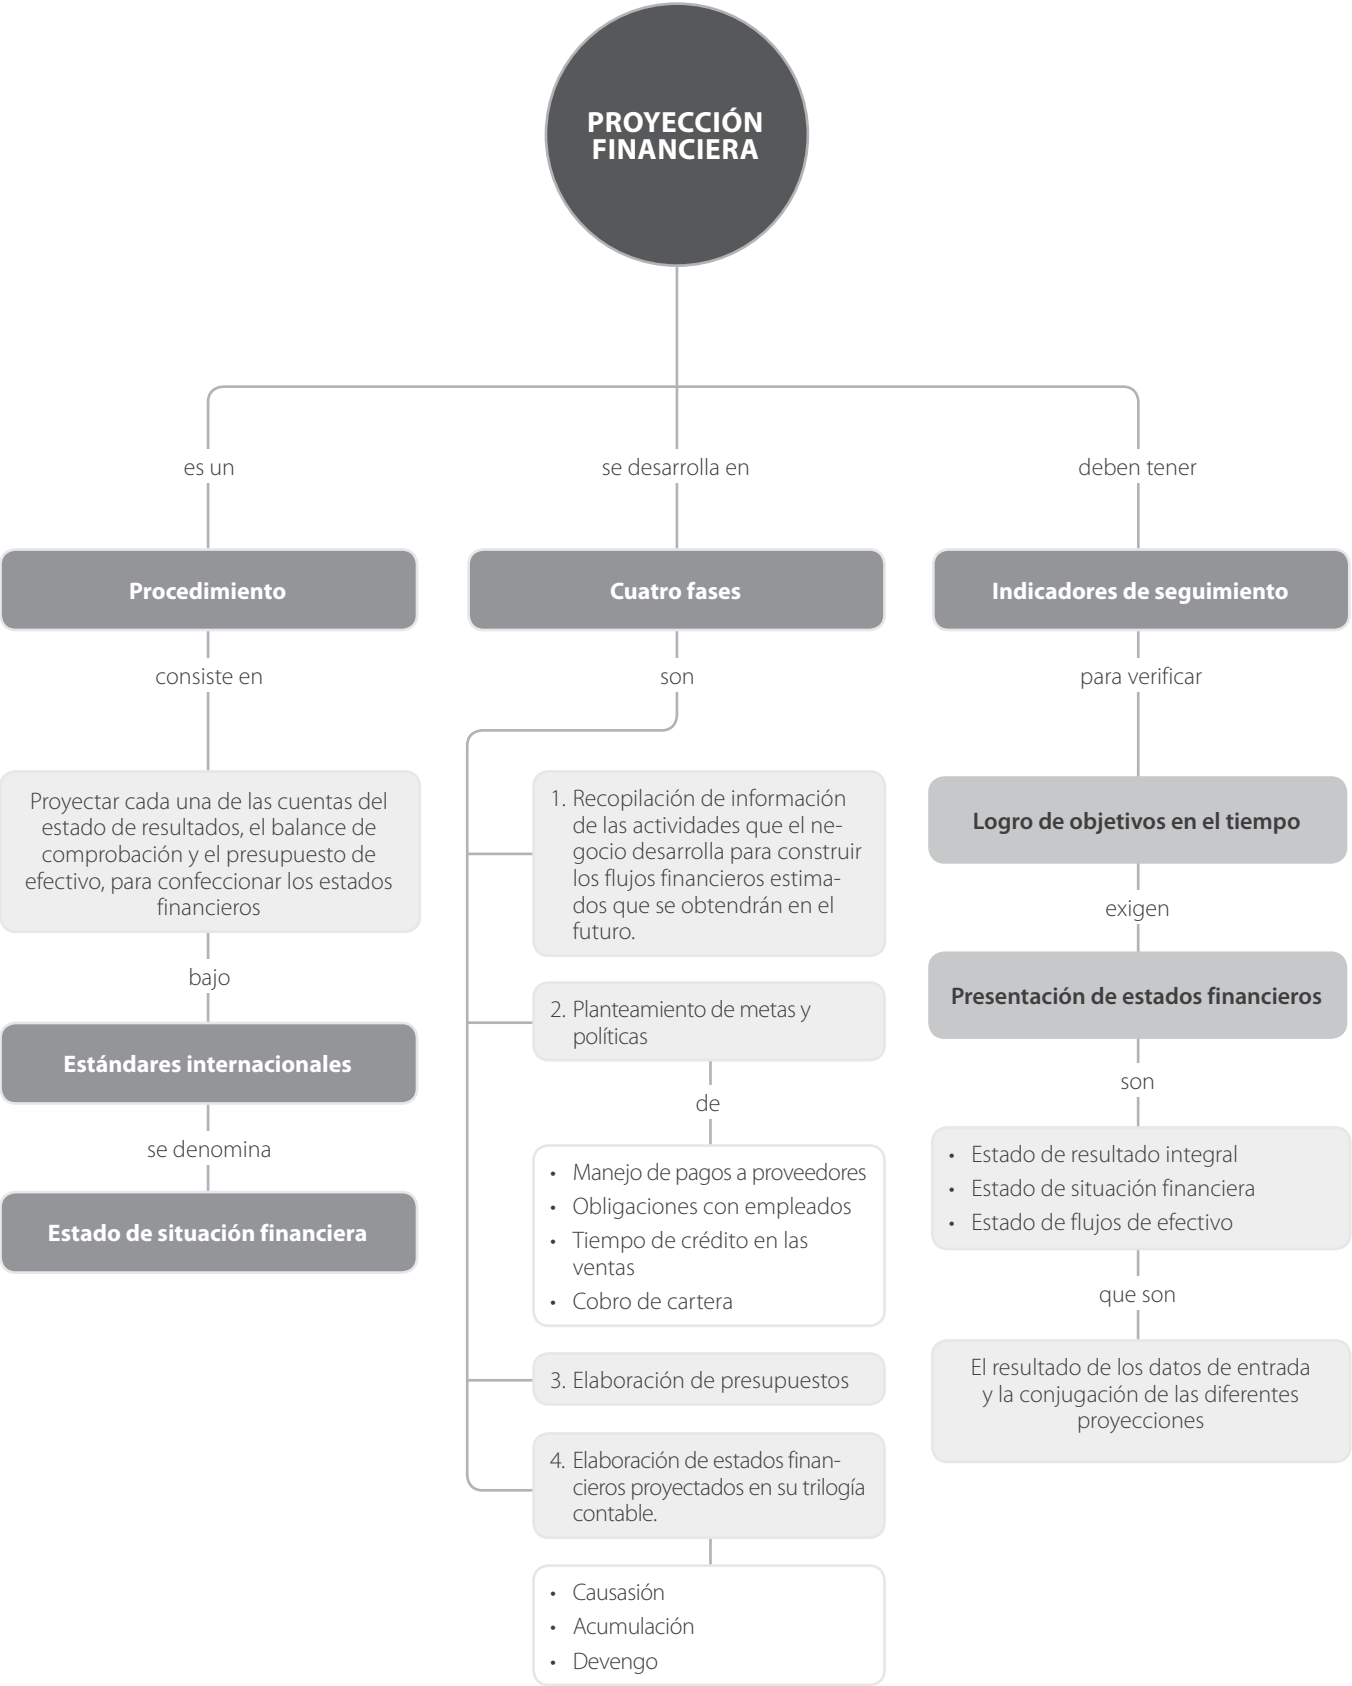 PROYECCIÓN
FINANCIERA
es un
Procedimiento
consiste en
Proyectar cada una de las cuentas del
estado de resultados, el balance de
comprobación y el presupuesto de
efectivo, para confeccionar los estados
financieros
bajo
Estándares internacionales
se denomina
Estado de situación financiera
se desarrolla en
Cuatro fases
son
1. Recopilación de información
de las actividades que el ne-
gocio desarrolla para construir
los flujos financieros estima-
dos que se obtendrán en el
futuro.
2. Planteamiento de metas y
políticas
de
• Manejo de pagos a proveedores
• Obligaciones con empleados
• Tiempo de crédito en las
ventas
• Cobro de cartera
3. Elaboración de presupuestos
4. Elaboración de estados finan-
cieros proyectados en su trilogía
contable.
• Causasión
• Acumulación
• Devengo
deben tener
Indicadores de seguimiento
para verificar
Logro de objetivos en el tiempo
exigen
Presentación de estados financieros
son
• Estado de resultado integral
• Estado de situación financiera
• Estado de flujos de efectivo
que son
El resultado de los datos de entrada
y la conjugación de las diferentes
proyecciones